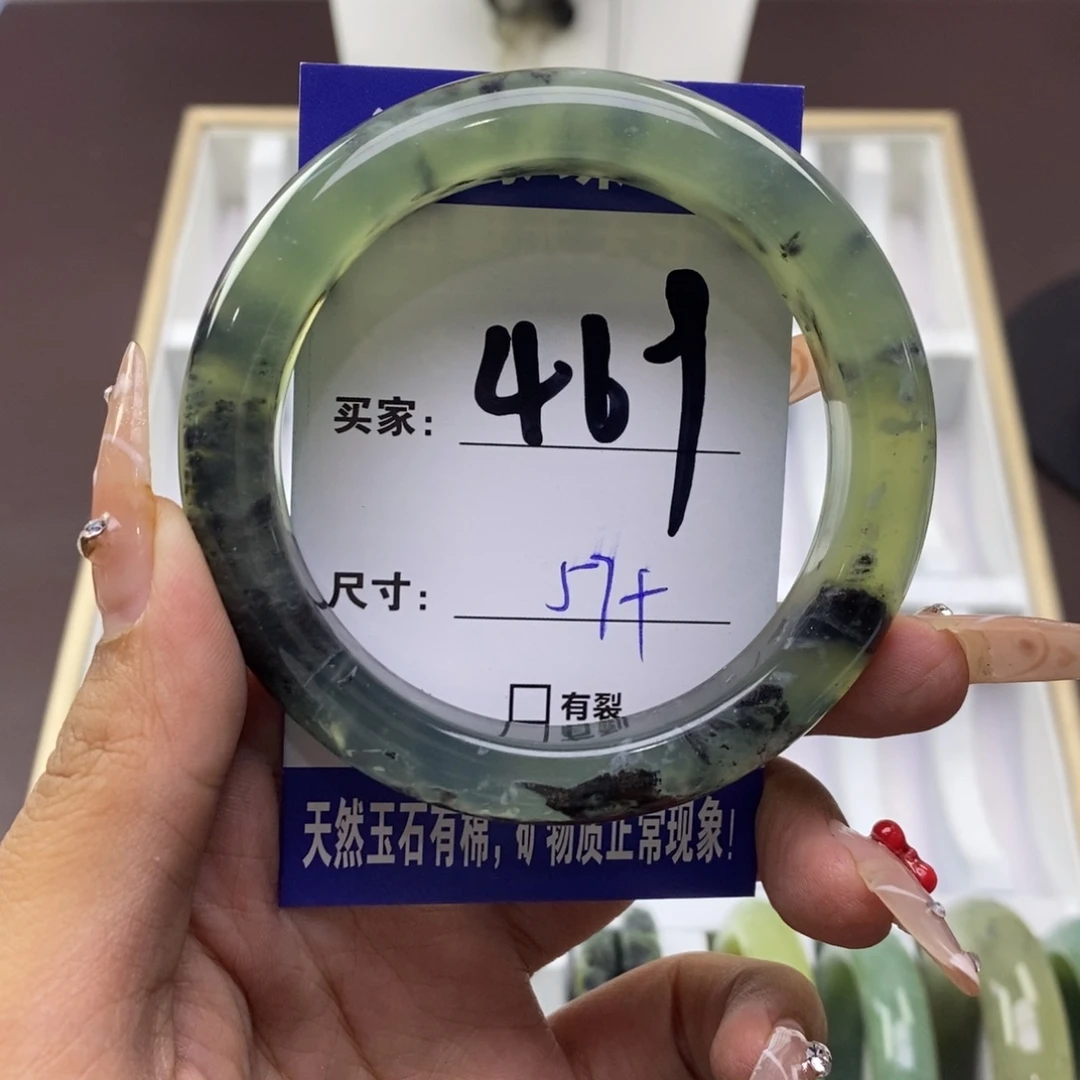 买家: 461
尺寸: 57+
有裂
天然玉石有棉,矿物质正常现象!